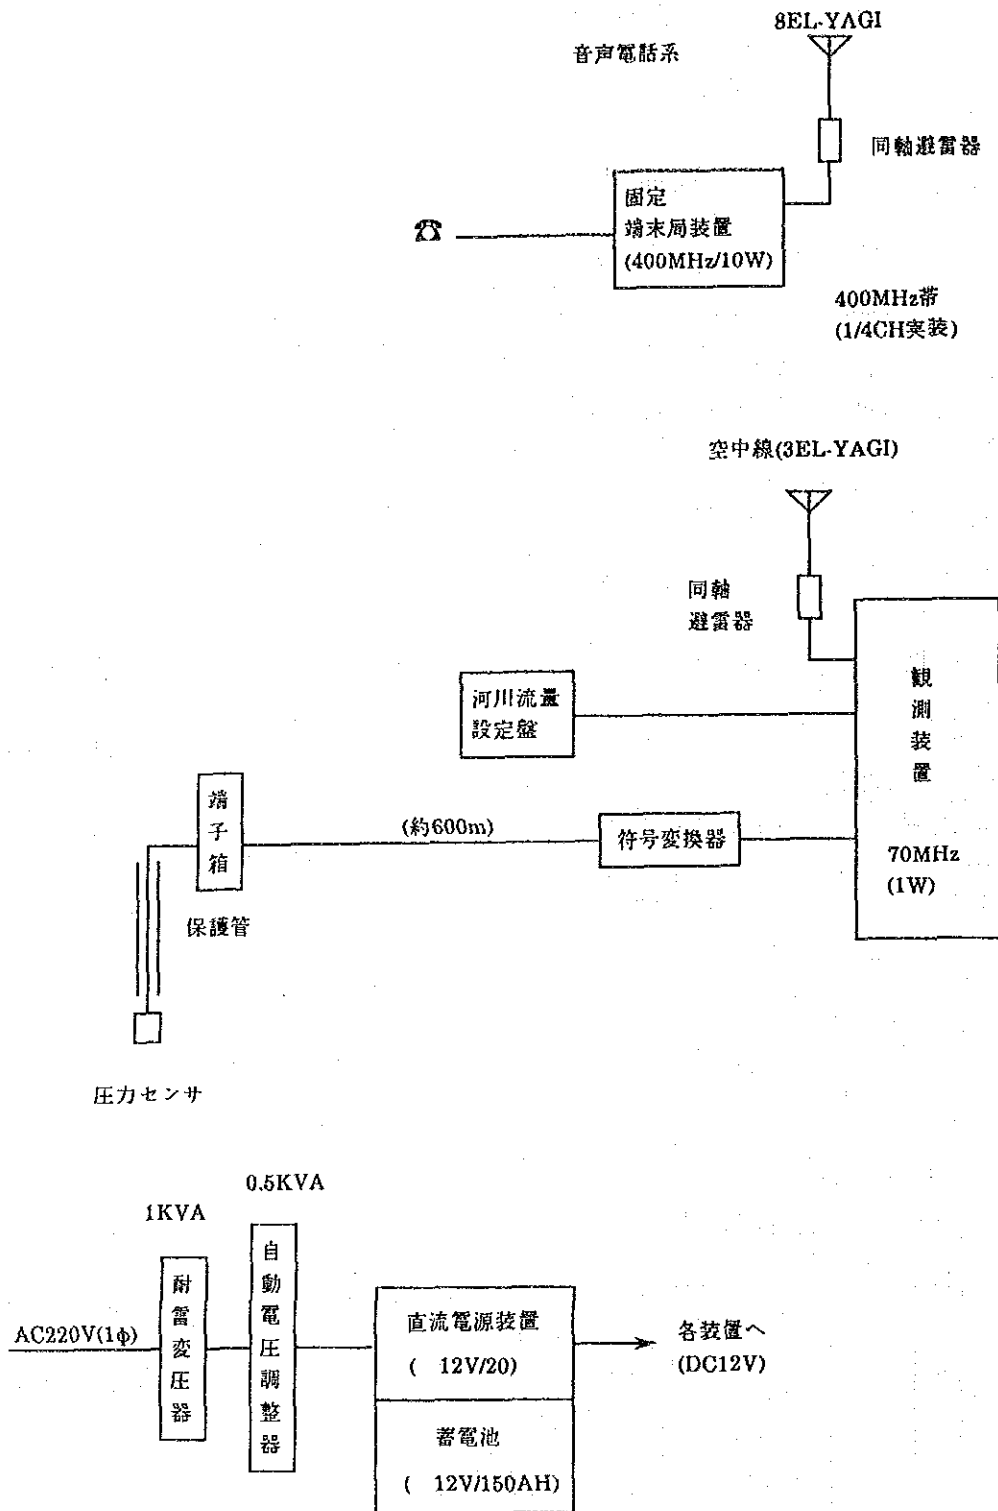 8EL-YAGI
音声電話系
同軸避雷器
固定
端末局装置
(400MHz/10W)
☎
400MHz帯
(1/4CH実装)
空中線(3EL-YAGI)
同軸
避雷器
河川流量
設定盤
観測装置
70MHz
(1W)
端子箱
(約600m)
符号変換器
保護管
圧力センサ
0.5KVA
1KVA
自動電圧調整器
耐雷変圧器
AC220V(1φ)
直流電源装置
( 12V/20)
各装置へ
(DC12V)
蓄電池
( 12V/150AH)